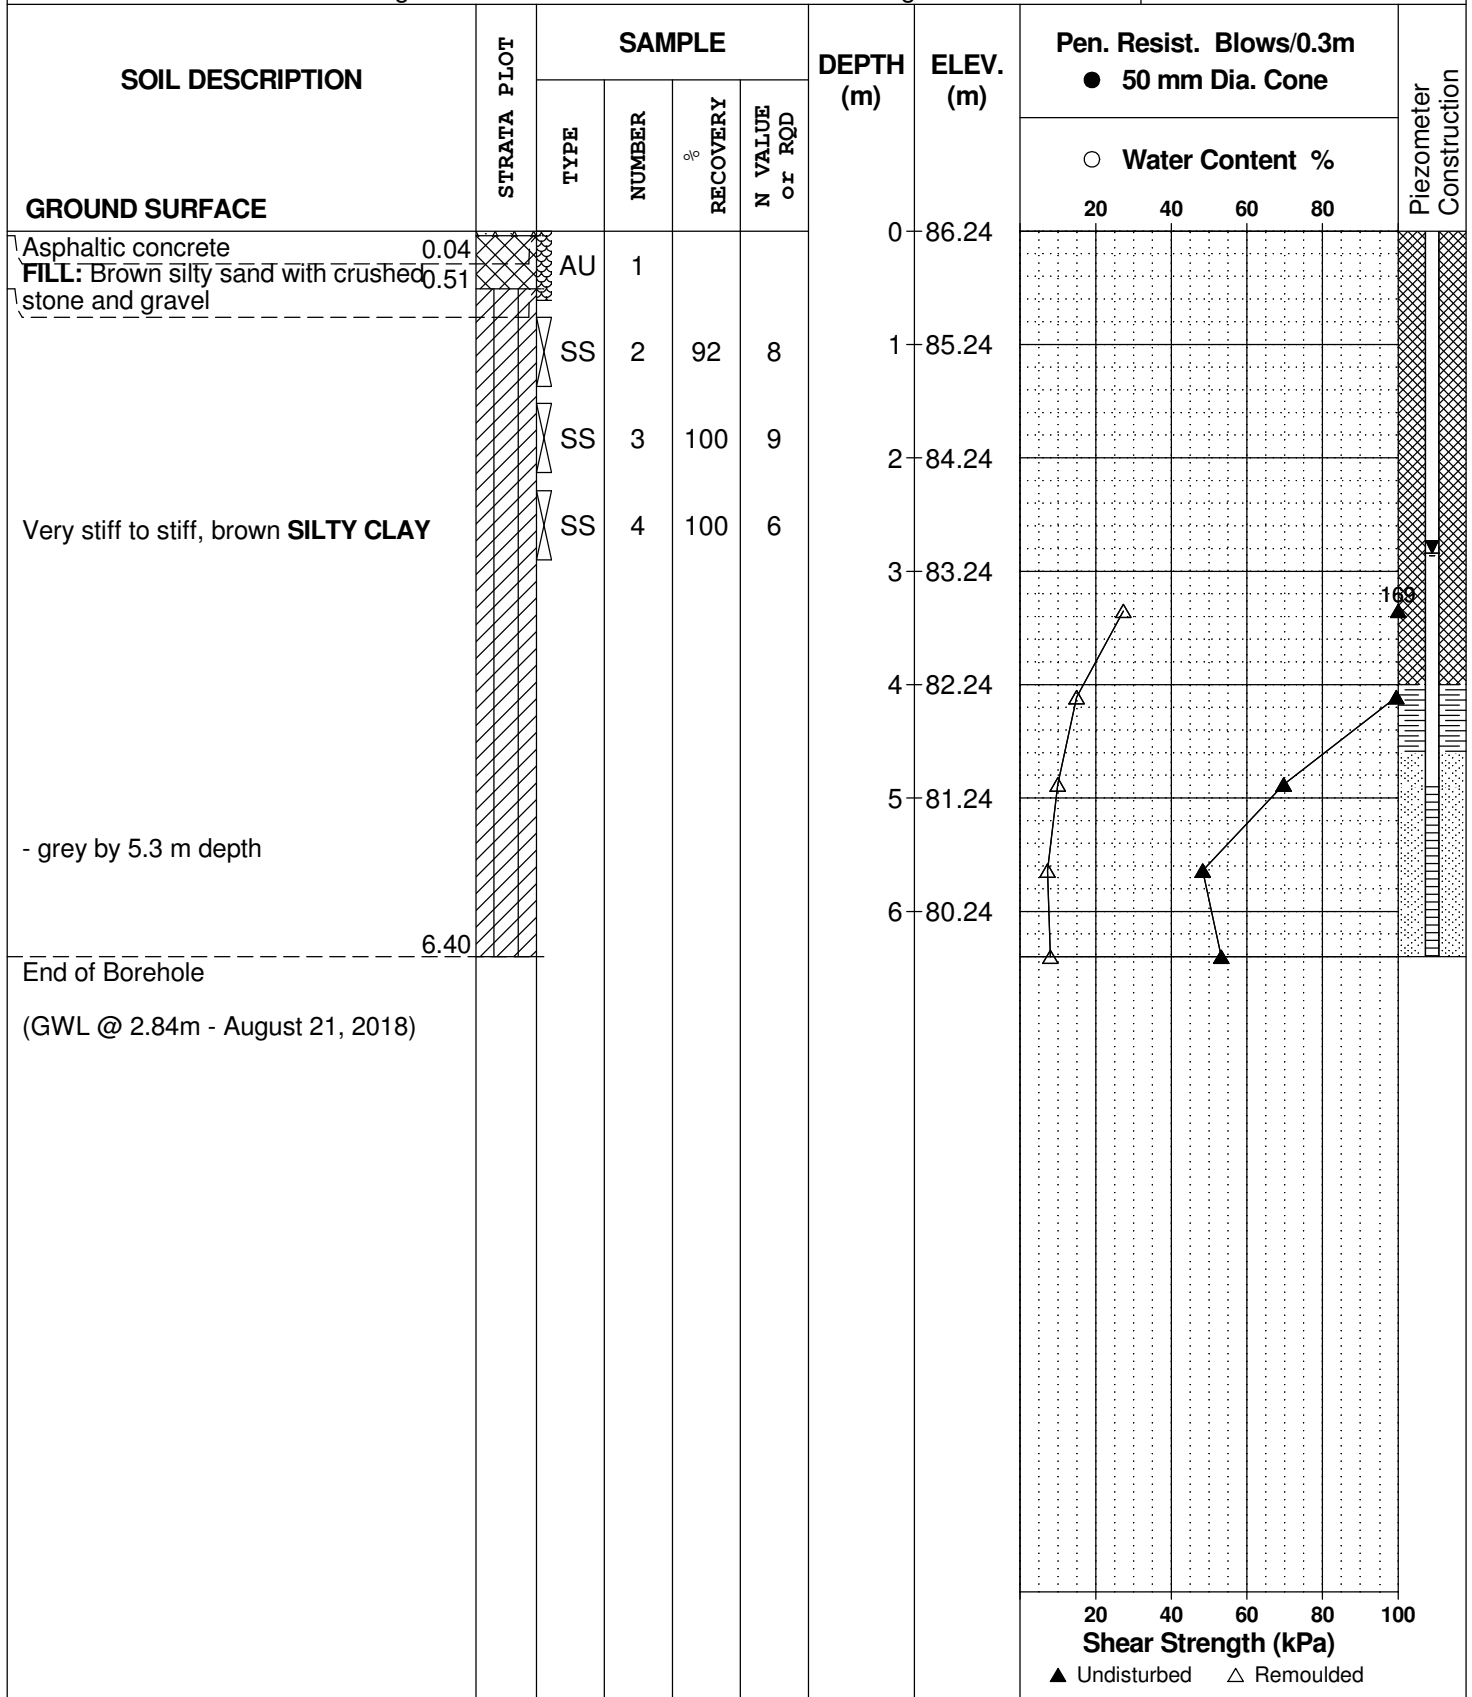 SOIL DESCRIPTION
GROUND SURFACE
STRATA PLOT
SAMPLE
TYPE
NUMBER
% RECOVERY
N VALUE or RQD
DEPTH (m)
ELEV. (m)
Pen. Resist. Blows/0.3m
● 50 mm Dia. Cone
○ Water Content %
20 40 60 80
Piezometer Construction
Asphaltic concrete 0.04
FILL: Brown silty sand with crushed 0.51
stone and gravel
AU 1
0 86.24
SS 2 92 8
1 85.24
SS 3 100 9
2 84.24
Very stiff to stiff, brown SILTY CLAY
SS 4 100 6
3 83.24
169
4 82.24
5 81.24
- grey by 5.3 m depth
6 80.24
6.40
End of Borehole
(GWL @ 2.84m - August 21, 2018)
20 40 60 80 100
Shear Strength (kPa)
▲ Undisturbed △ Remoulded